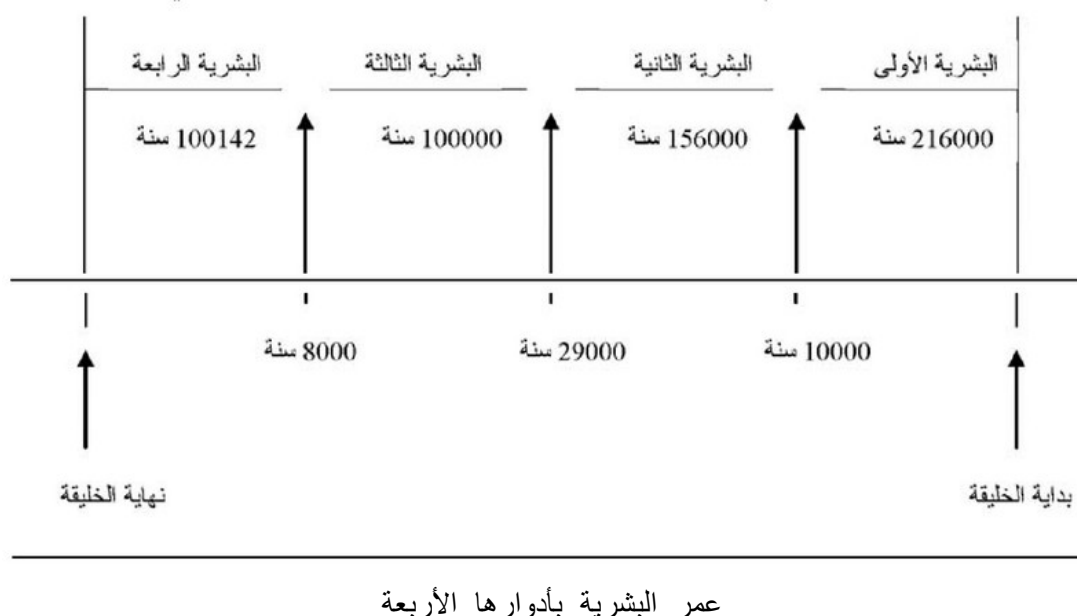 البشرية الأولى البشرية الثانية البشرية الثالثة البشرية الرابعة
216000 سنة 156000 سنة 100000 سنة 100142 سنة
10000 سنة 29000 سنة 8000 سنة
بداية الخليقة نهاية الخليقة
عمر البشرية بأدوارها الأربعة